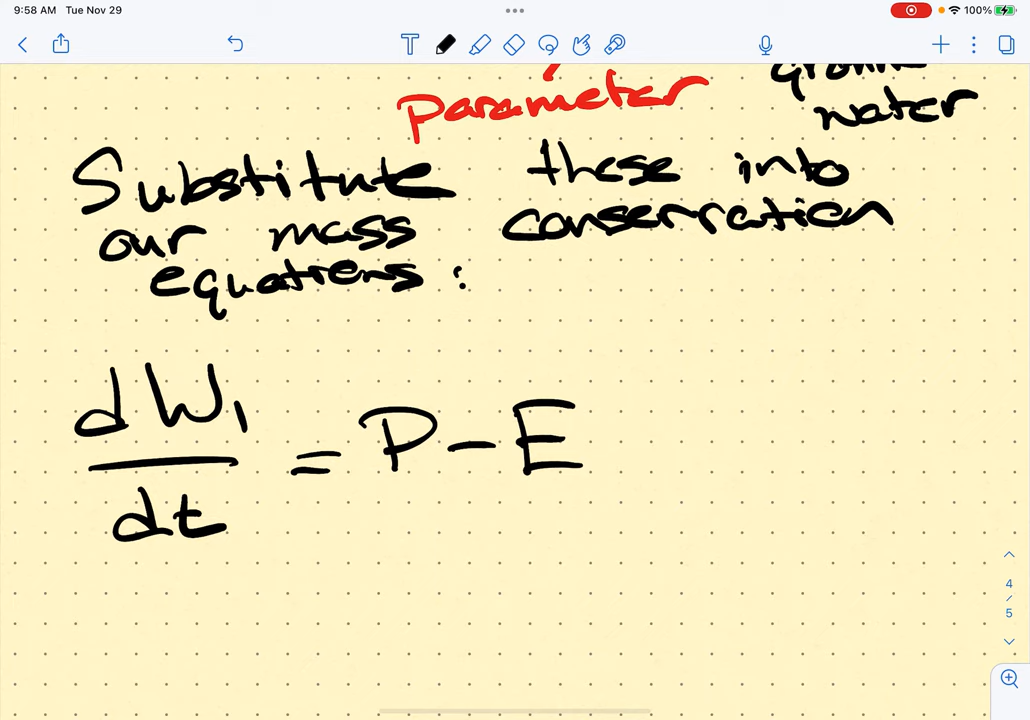 9:58 AM Tue Nov 29
100%
T
parameter
water
Substitute these into
our mass conservation
equations:
dW₁
= P - E
dt
4
/
5